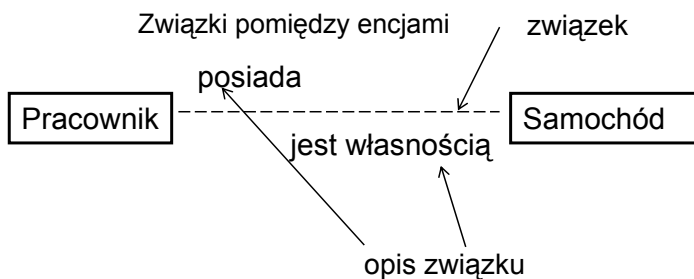 Związki pomiędzy encjami
związek
posiada
Pracownik
Samochód
jest własnością
opis związku